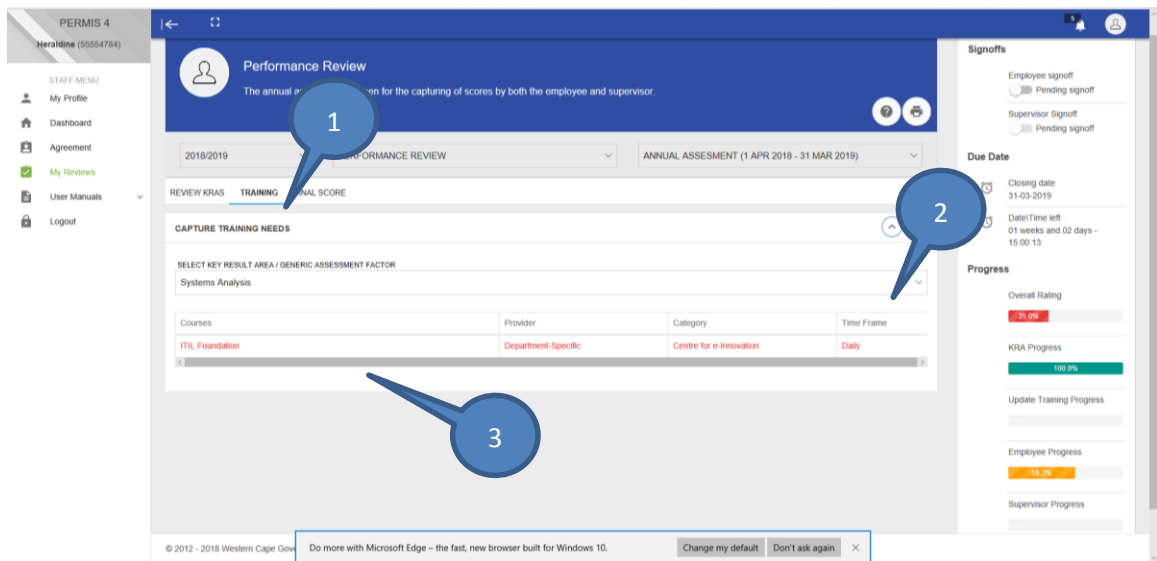 PERMIS 4
Heraldine (55554784)
STAFF MENU
My Profile
Dashboard
Agreement
My Reviews
User Manuals
Logout
5
Performance Review
The annual a en for the capturing of scores by both the employee and supervisor.
1
2018/2019
ORMANCE REVIEW
ANNUAL ASSESMENT (1 APR 2018 - 31 MAR 2019)
REVIEW KRAS
TRAINING
NAL SCORE
CAPTURE TRAINING NEEDS
2
SELECT KEY RESULT AREA / GENERIC ASSESSMENT FACTOR
Systems Analysis
Courses Provider Category Time Frame
ITIL Foundation Department-Specific Centre for e-Innovation Daily
3
Signoffs
Employee signoff
Pending signoff
Supervisor Signoff
Pending signoff
Due Date
Closing date
31-03-2019
Date\Time left
01 weeks and 02 days -
15:00:13
Progress
Overall Rating
35.0%
KRA Progress
100.0%
Update Training Progress
Employee Progress
Supervisor Progress
© 2012 - 2018 Western Cape Gove
Do more with Microsoft Edge – the fast, new browser built for Windows 10.
Change my default
Don't ask again